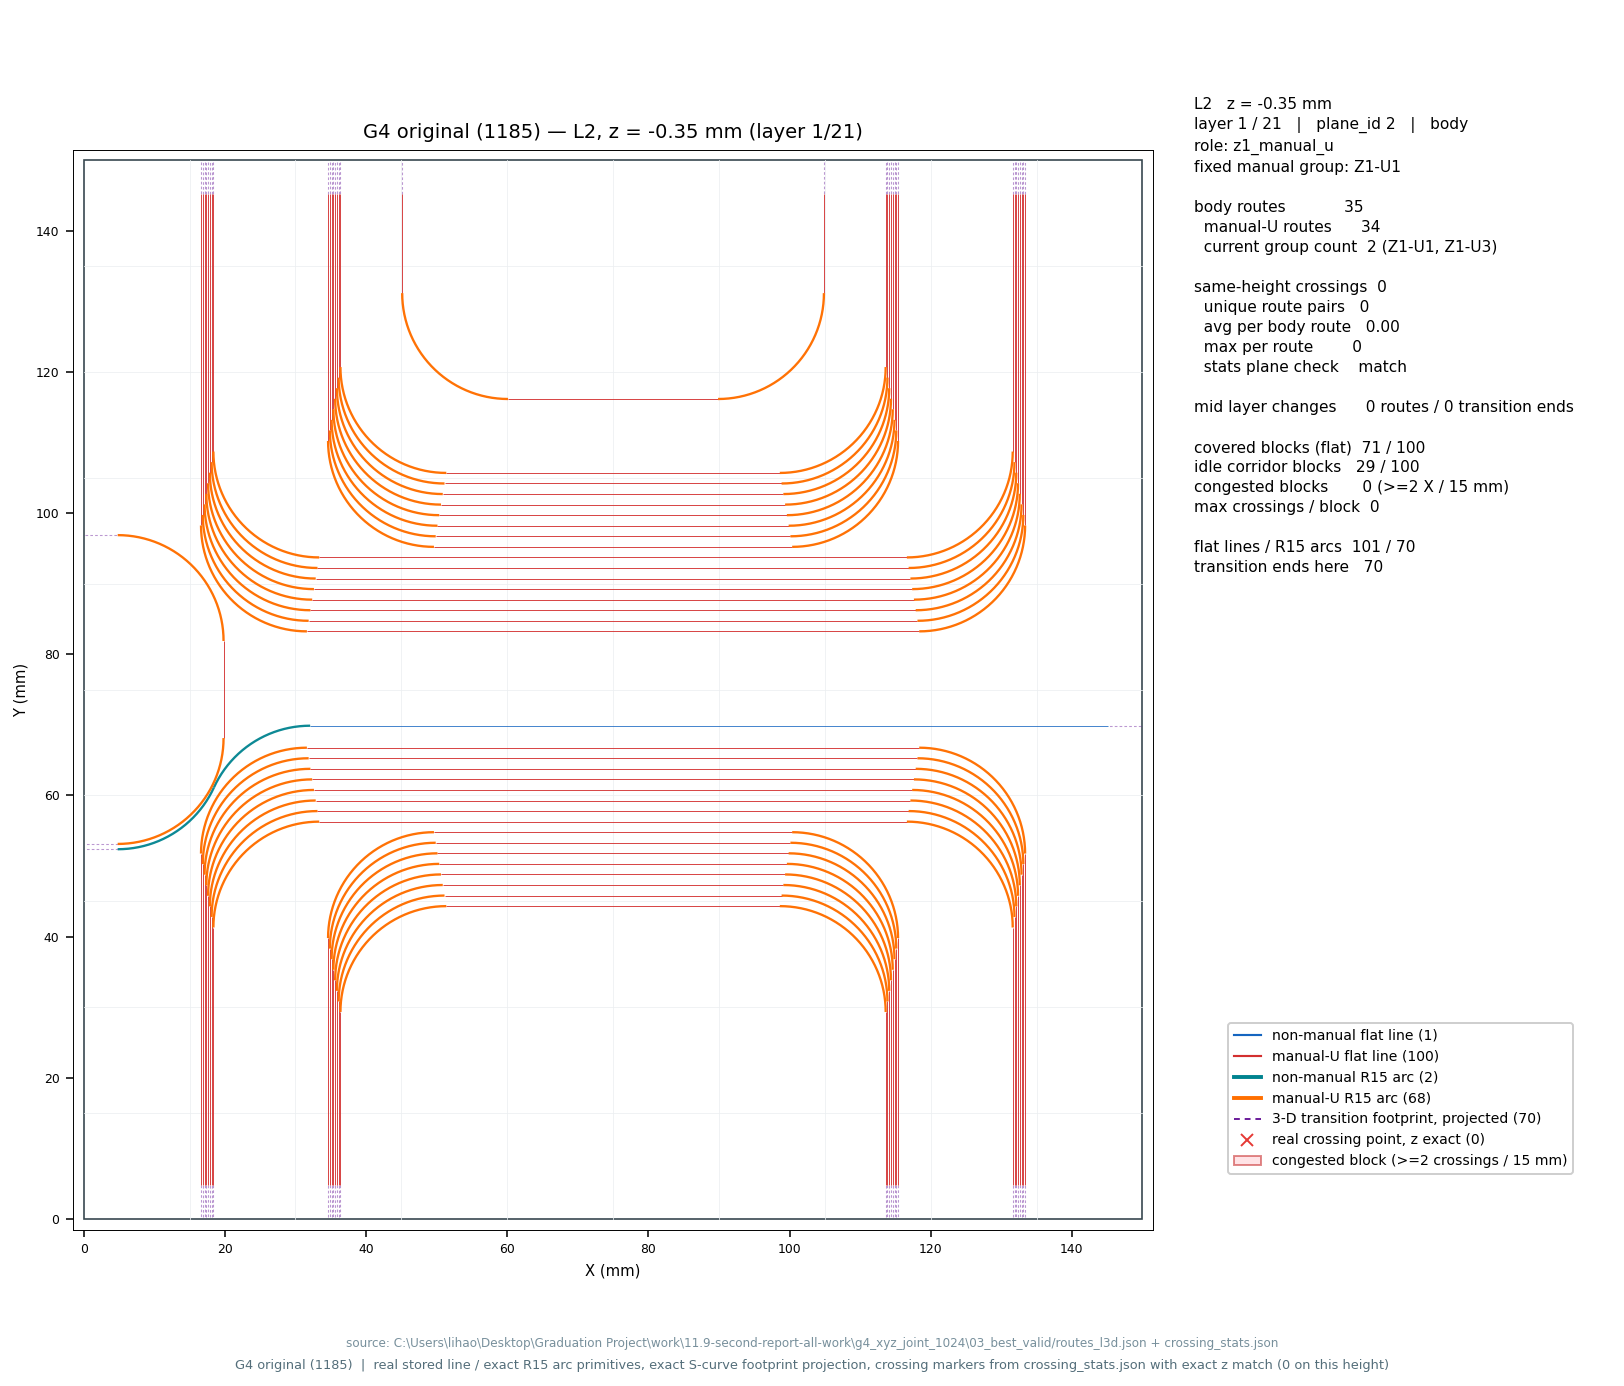 L2   z = -0.35 mm
layer 1 / 21   |   plane_id 2   |   body
role: z1_manual_u
fixed manual group: Z1-U1
body routes   35
manual-U routes   34
current group count   2 (Z1-U1, Z1-U3)
same-height crossings   0
unique route pairs   0
avg per body route   0.00
max per route   0
stats plane check   match
mid layer changes   0 routes / 0 transition ends
covered blocks (flat)   71 / 100
idle corridor blocks   29 / 100
congested blocks   0 (>=2 X / 15 mm)
max crossings / block   0
flat lines / R15 arcs   101 / 70
transition ends here   70
G4 original (1185) — L2, z = -0.35 mm (layer 1/21)
140
120
100
80
60
40
20
0
Y (mm)
0
20
40
60
80
100
120
140
X (mm)
non-manual flat line (1)
manual-U flat line (100)
non-manual R15 arc (2)
manual-U R15 arc (68)
3-D transition footprint, projected (70)
real crossing point, z exact (0)
congested block (>=2 crossings / 15 mm)
source: C:\Users\lihao\Desktop\Graduation Project\work\11.9-second-report-all-work\g4_xyz_joint_1024\03_best_valid/routes_l3d.json + crossing_stats.json
G4 original (1185)  |  real stored line / exact R15 arc primitives, exact S-curve footprint projection, crossing markers from crossing_stats.json with exact z match (0 on this height)